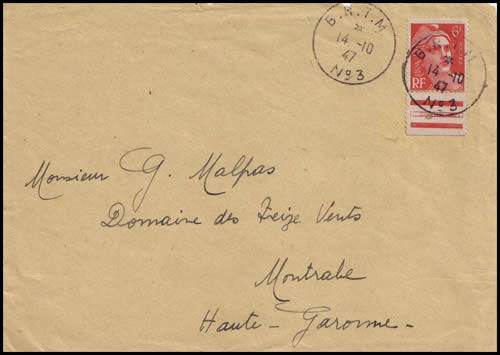 B.R.I.M
*
14 -10
47
No3
6F
RF
B.R.I.M
*
14 -10
47
No3
Monsieur G. Malpas
Domaine des Treize Vents
Montrabe
Haute-Garonne-